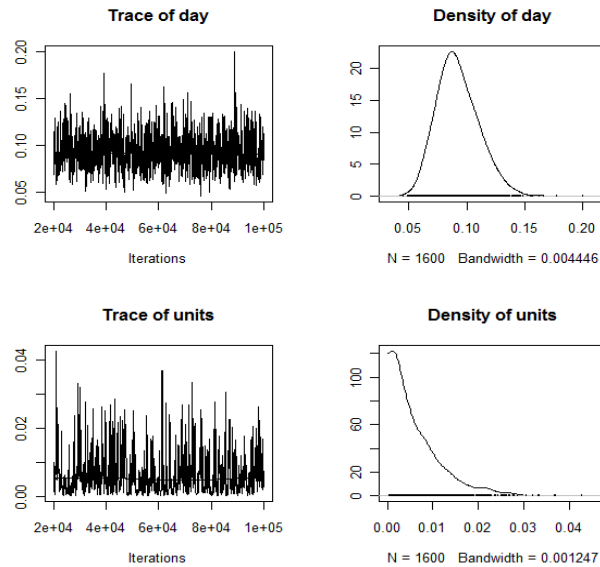 Trace of day
0.20
0.15
0.10
0.05
2e+04 4e+04 6e+04 8e+04 1e+05
Iterations
Density of day
20
15
10
5
0
0.05 0.10 0.15 0.20
N = 1600 Bandwidth = 0.004446
Trace of units
0.04
0.02
0.00
2e+04 4e+04 6e+04 8e+04 1e+05
Iterations
Density of units
100
60
20
0
0.00 0.01 0.02 0.03 0.04
N = 1600 Bandwidth = 0.001247